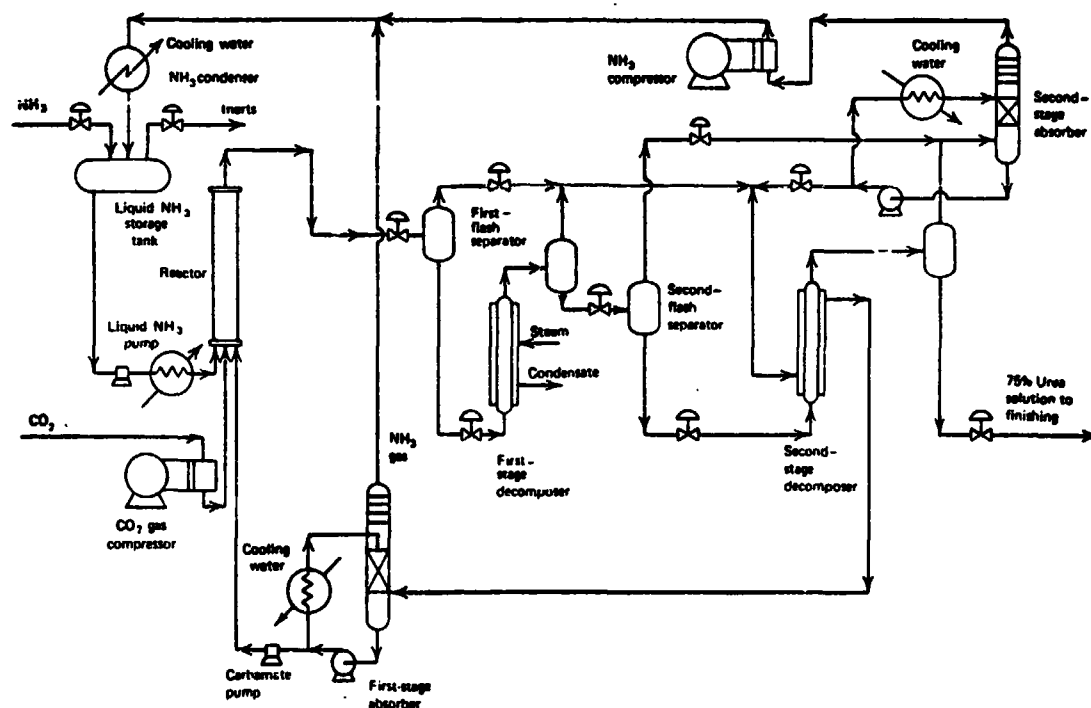 Cooling water
NH3 condenser
NH3
Inerts
Liquid NH3
storage
tank
Reactor
Liquid NH3
pump
CO2
CO2 gas
compressor
Cooling
water
Carbamate
pump
First-stage
absorber
NH3
gas
First-
flash
separator
Steam
Condensate
First-
stage
decomposer
Second-
flash
separator
NH3
compressor
Cooling
water
Second-
stage
absorber
Second-
stage
decomposer
75% Urea
solution to
finishing